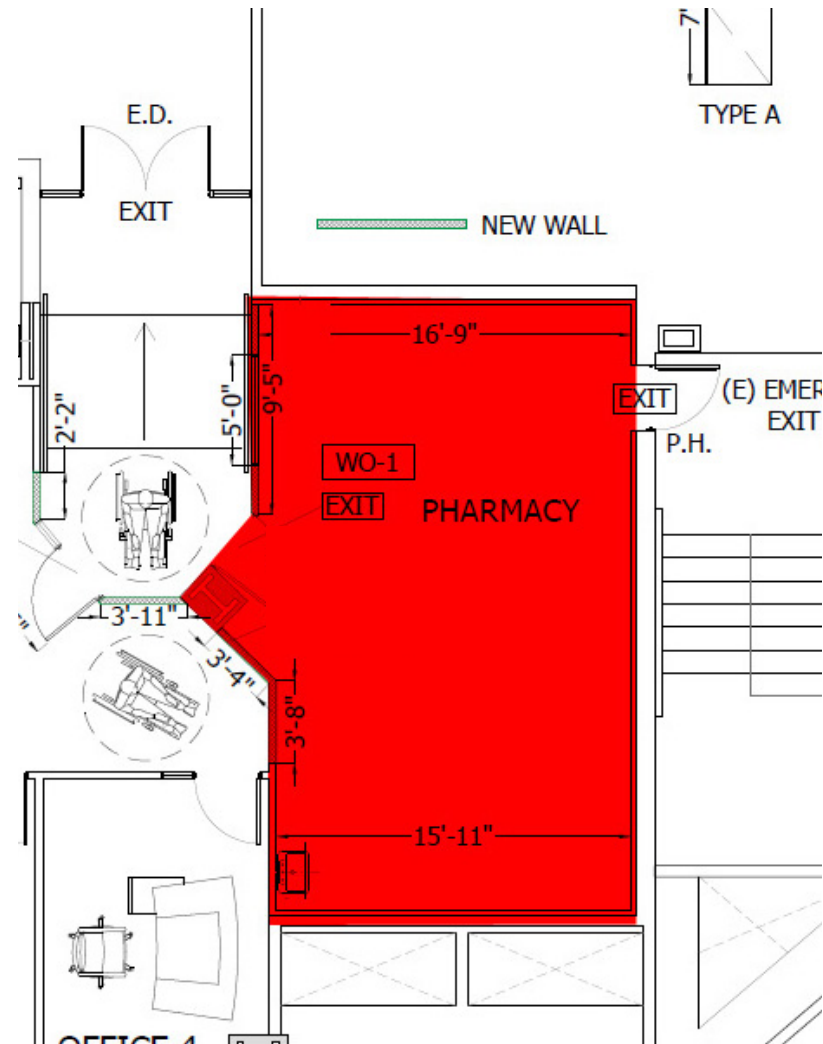 7'
TYPE A
E.D.
EXIT
NEW WALL
16'-9"
9'-5"
5'-0"
2'-2"
EXIT
(E) EMER
EXIT
P.H.
WO-1
EXIT
PHARMACY
3'-11"
3'-4"
3'-8"
15'-11"
OFFICE 4